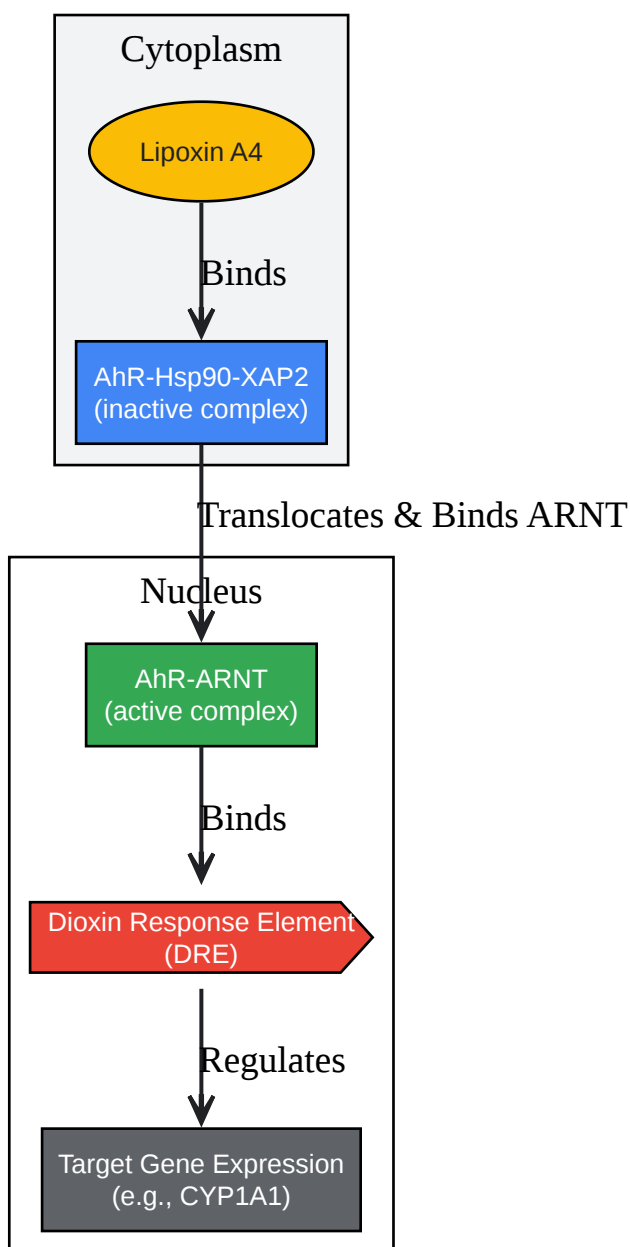 Cytoplasm
Lipoxin A4
Binds
AhR-Hsp90-XAP2
(inactive complex)
Translocates & Binds ARNT
Nucleus
AhR-ARNT
(active complex)
Binds
Dioxin Response Element
(DRE)
Regulates
Target Gene Expression
(e.g., CYP1A1)